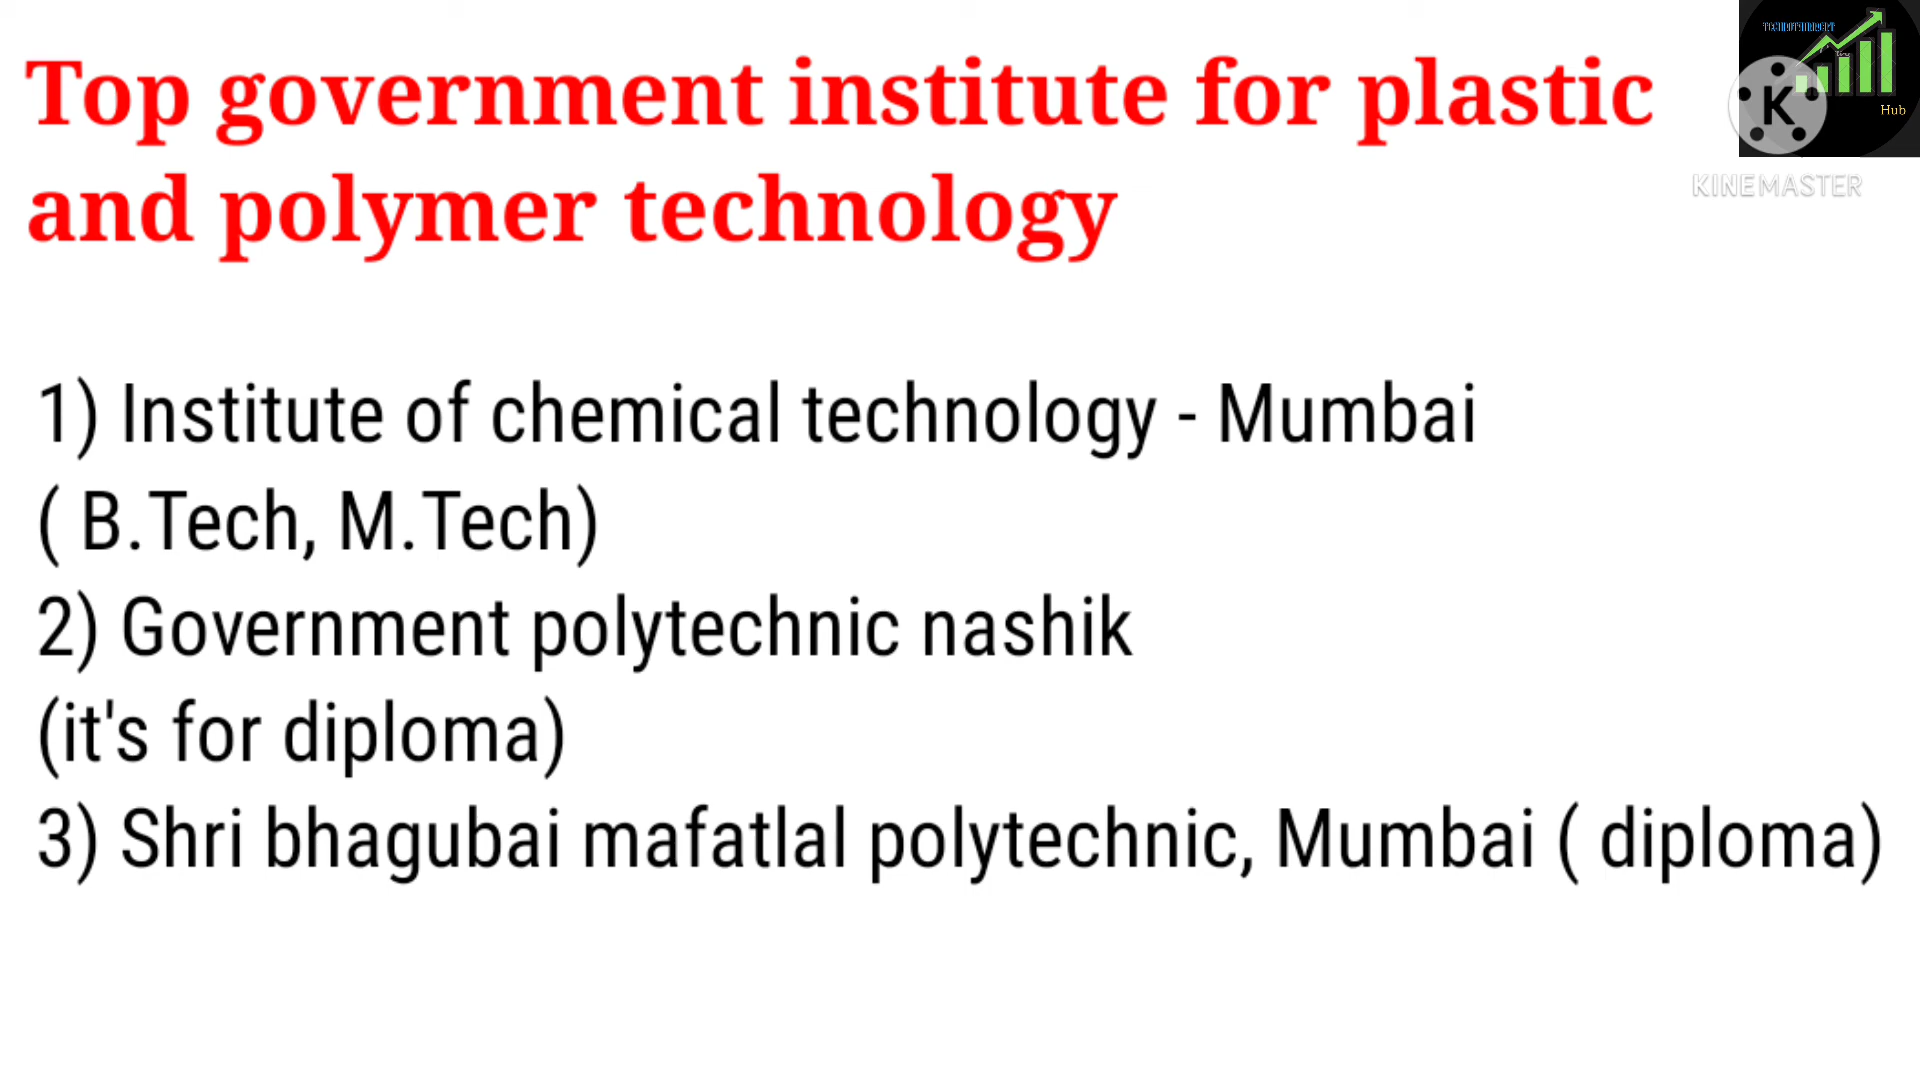 Top government institute for plastic
and polymer technology
Hub
KINEMASTER
1) Institute of chemical technology - Mumbai
( B.Tech, M.Tech)
2) Government polytechnic nashik
(it's for diploma)
3) Shri bhagubai mafatlal polytechnic, Mumbai ( diploma)